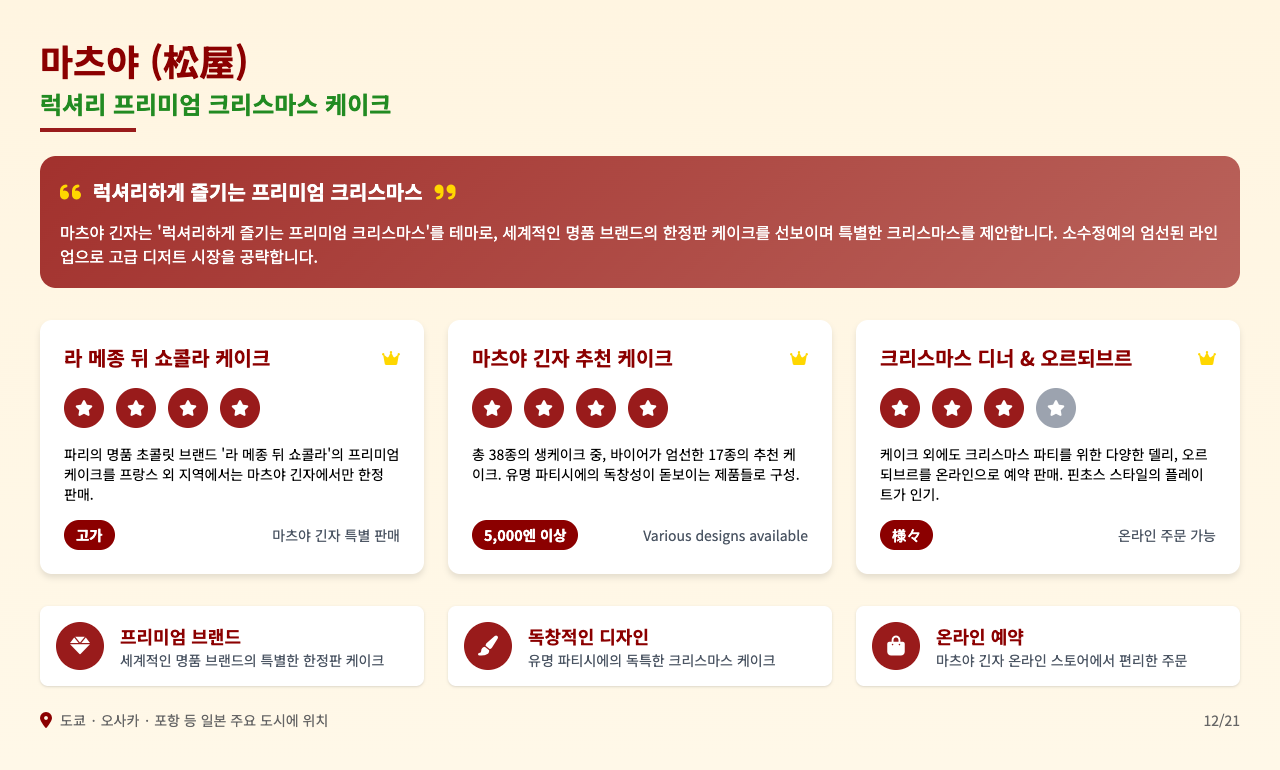 마츠야 (松屋)
럭셔리 프리미엄 크리스마스 케이크
럭셔리하게 즐기는 프리미엄 크리스마스
마츠야 긴자는 '럭셔리하게 즐기는 프리미엄 크리스마스'를 테마로, 세계적인 명품 브랜드의 한정판 케이크를 선보이며 특별한 크리스마스를 제안합니다. 소수정예의 엄선된 라인
업으로 고급 디저트 시장을 공략합니다.
라 메종 뒤 쇼콜라 케이크
파리의 명품 초콜릿 브랜드 '라 메종 뒤 쇼콜라'의 프리미엄
케이크를 프랑스 외 지역에서는 마츠야 긴자에서만 한정
판매.
고가
마츠야 긴자 특별 판매
마츠야 긴자 추천 케이크
총 38종의 생케이크 중, 바이어가 엄선한 17종의 추천 케
이크. 유명 파티시에의 독창성이 돋보이는 제품들로 구성.
5,000엔 이상
Various designs available
크리스마스 디너 & 오르되브르
케이크 외에도 크리스마스 파티를 위한 다양한 델리, 오르
되브르를 온라인으로 예약 판매. 핀초스 스타일의 플레이
트가 인기.
様々
온라인 주문 가능
프리미엄 브랜드
세계적인 명품 브랜드의 특별한 한정판 케이크
독창적인 디자인
유명 파티시에의 독특한 크리스마스 케이크
온라인 예약
마츠야 긴자 온라인 스토어에서 편리한 주문
도쿄 · 오사카 · 포항 등 일본 주요 도시에 위치
12/21